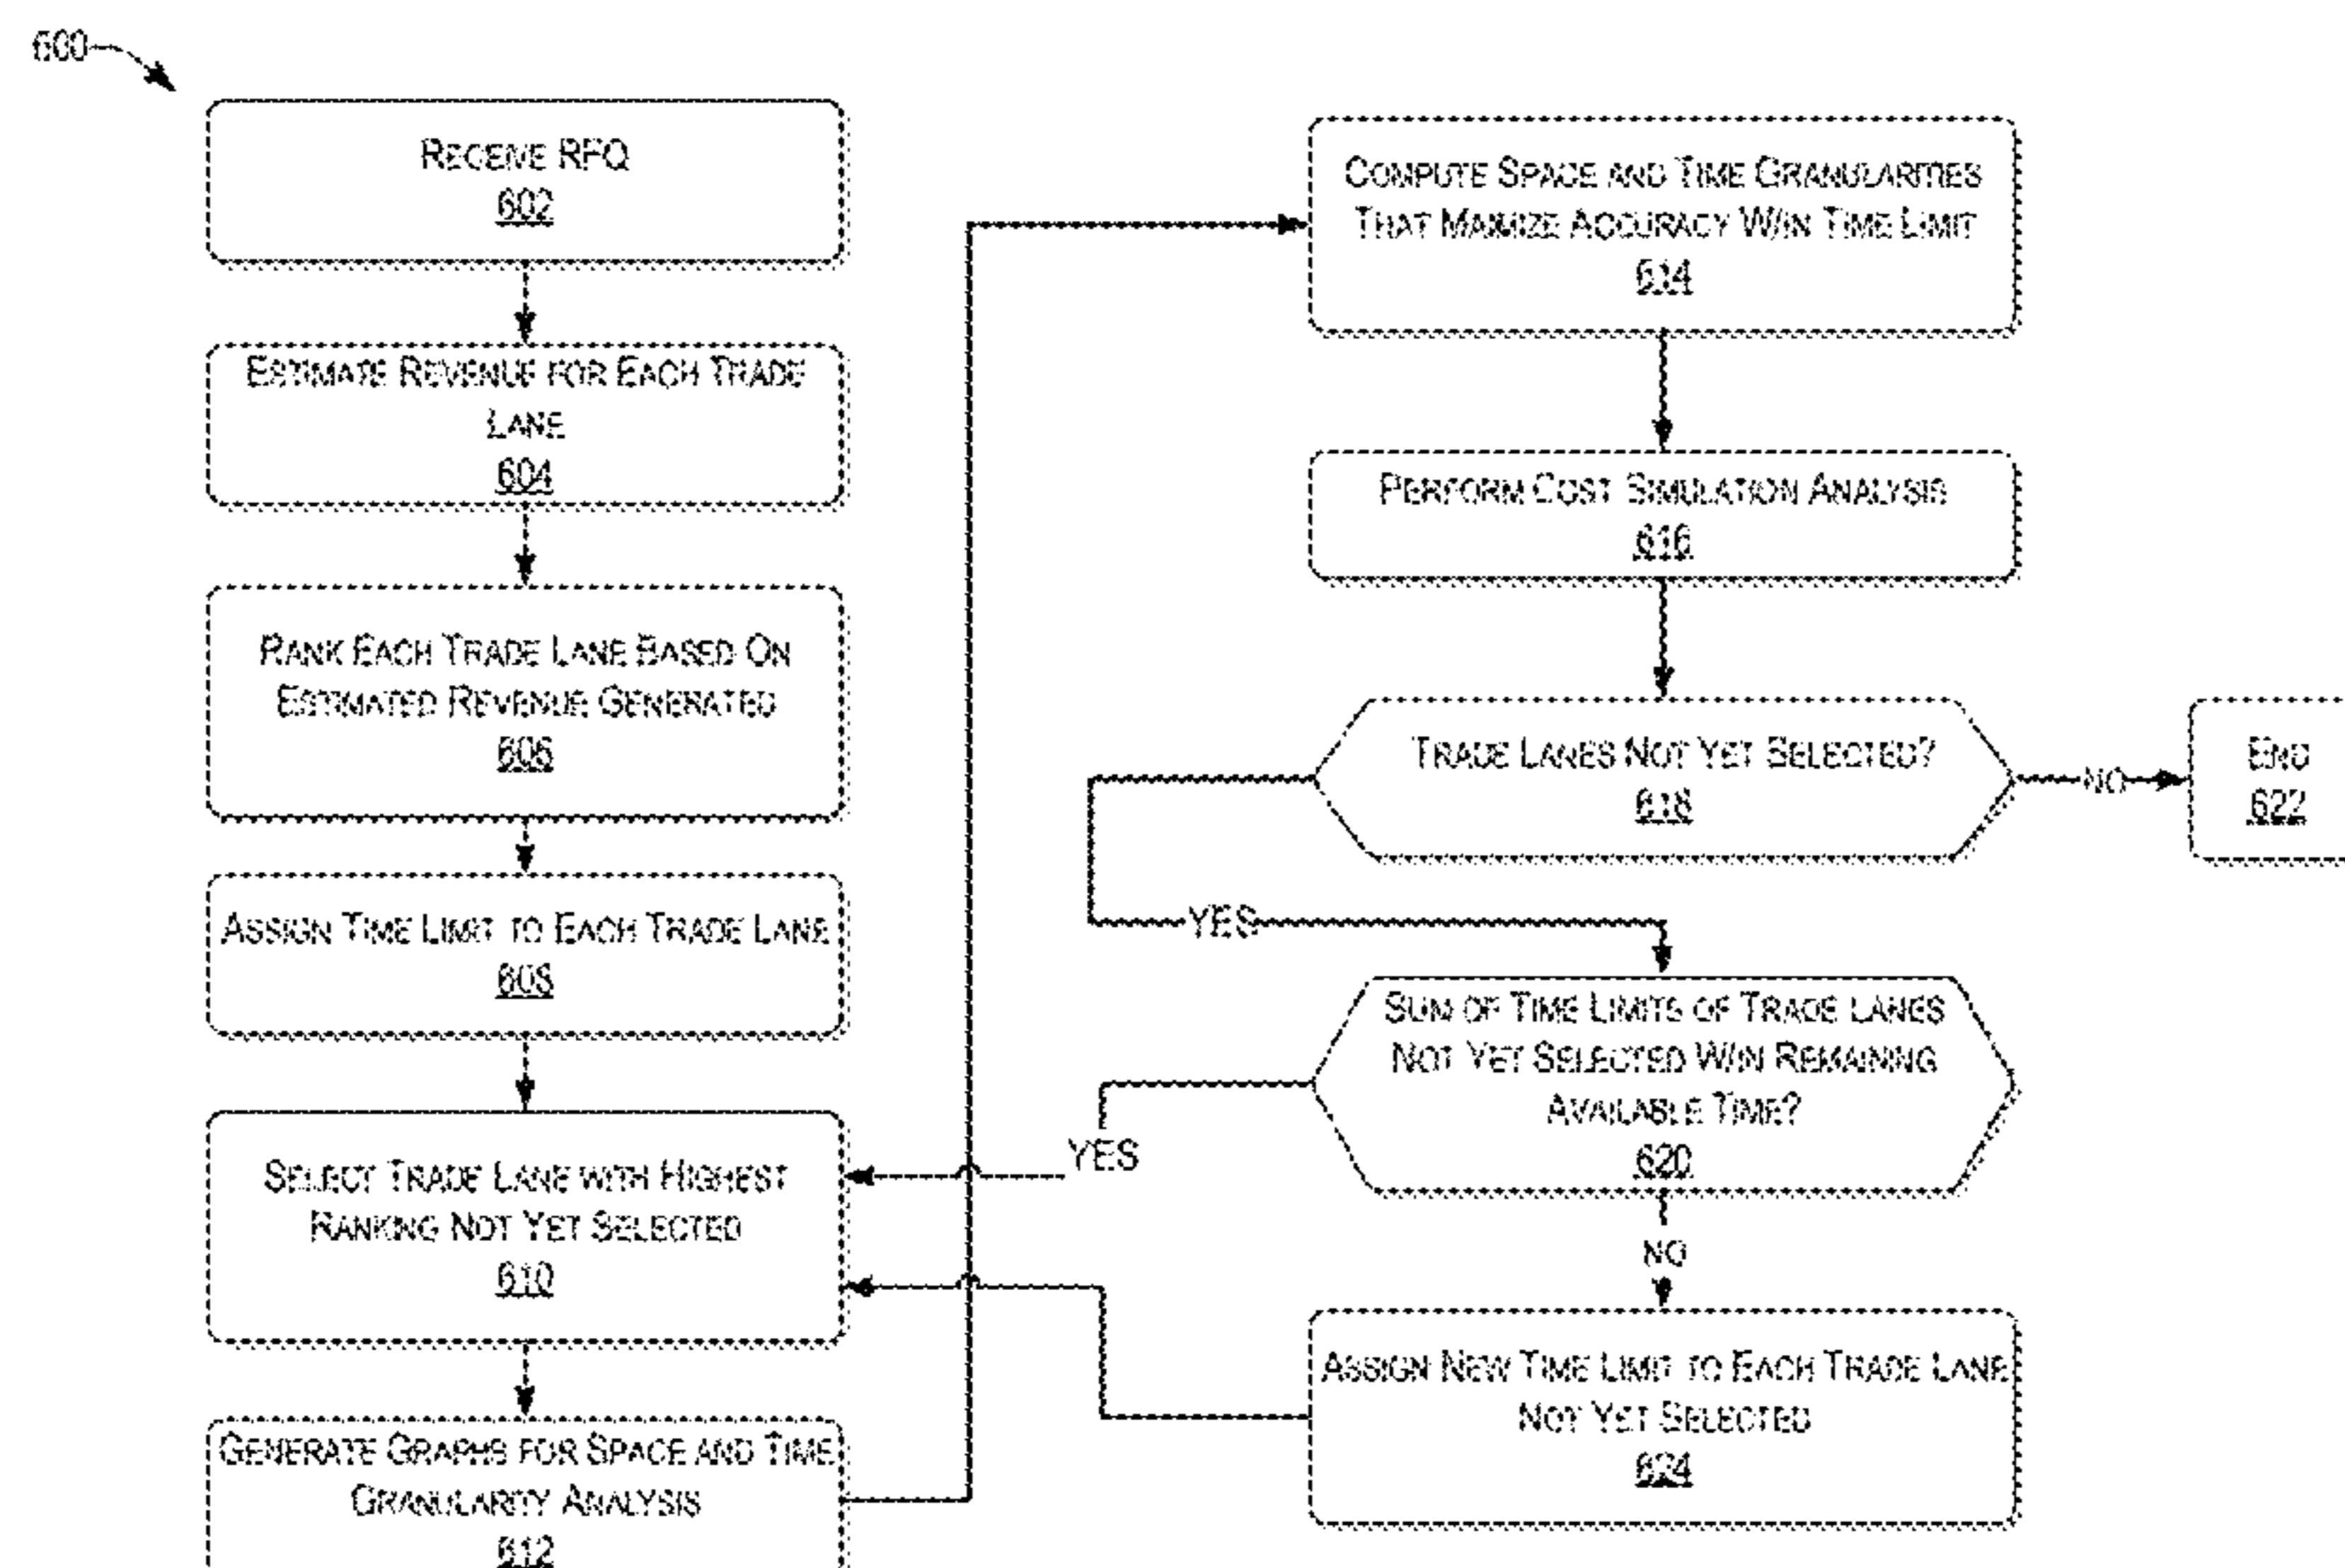 600
RECEIVE RFQ
602
ESTIMATE REVENUE FOR EACH TRADE
LANE
604
RANK EACH TRADE LANE BASED ON
ESTIMATED REVENUE GENERATED
606
ASSIGN TIME LIMIT TO EACH TRADE LANE
608
SELECT TRADE LANE WITH HIGHEST
RANKING NOT YET SELECTED
610
GENERATE GRAPHS FOR SPACE AND TIME
GRANULARITY ANALYSIS
612
COMPUTE SPACE AND TIME GRANULARITIES
THAT MAXIMIZE ACCURACY W/IN TIME LIMIT
614
PERFORM COST SIMULATION ANALYSIS
616
TRADE LANES NOT YET SELECTED?
618
NO
END
622
YES
SUM OF TIME LIMITS OF TRADE LANES
NOT YET SELECTED W/IN REMAINING
AVAILABLE TIME?
620
YES
NO
ASSIGN NEW TIME LIMIT TO EACH TRADE LANE
NOT YET SELECTED
624